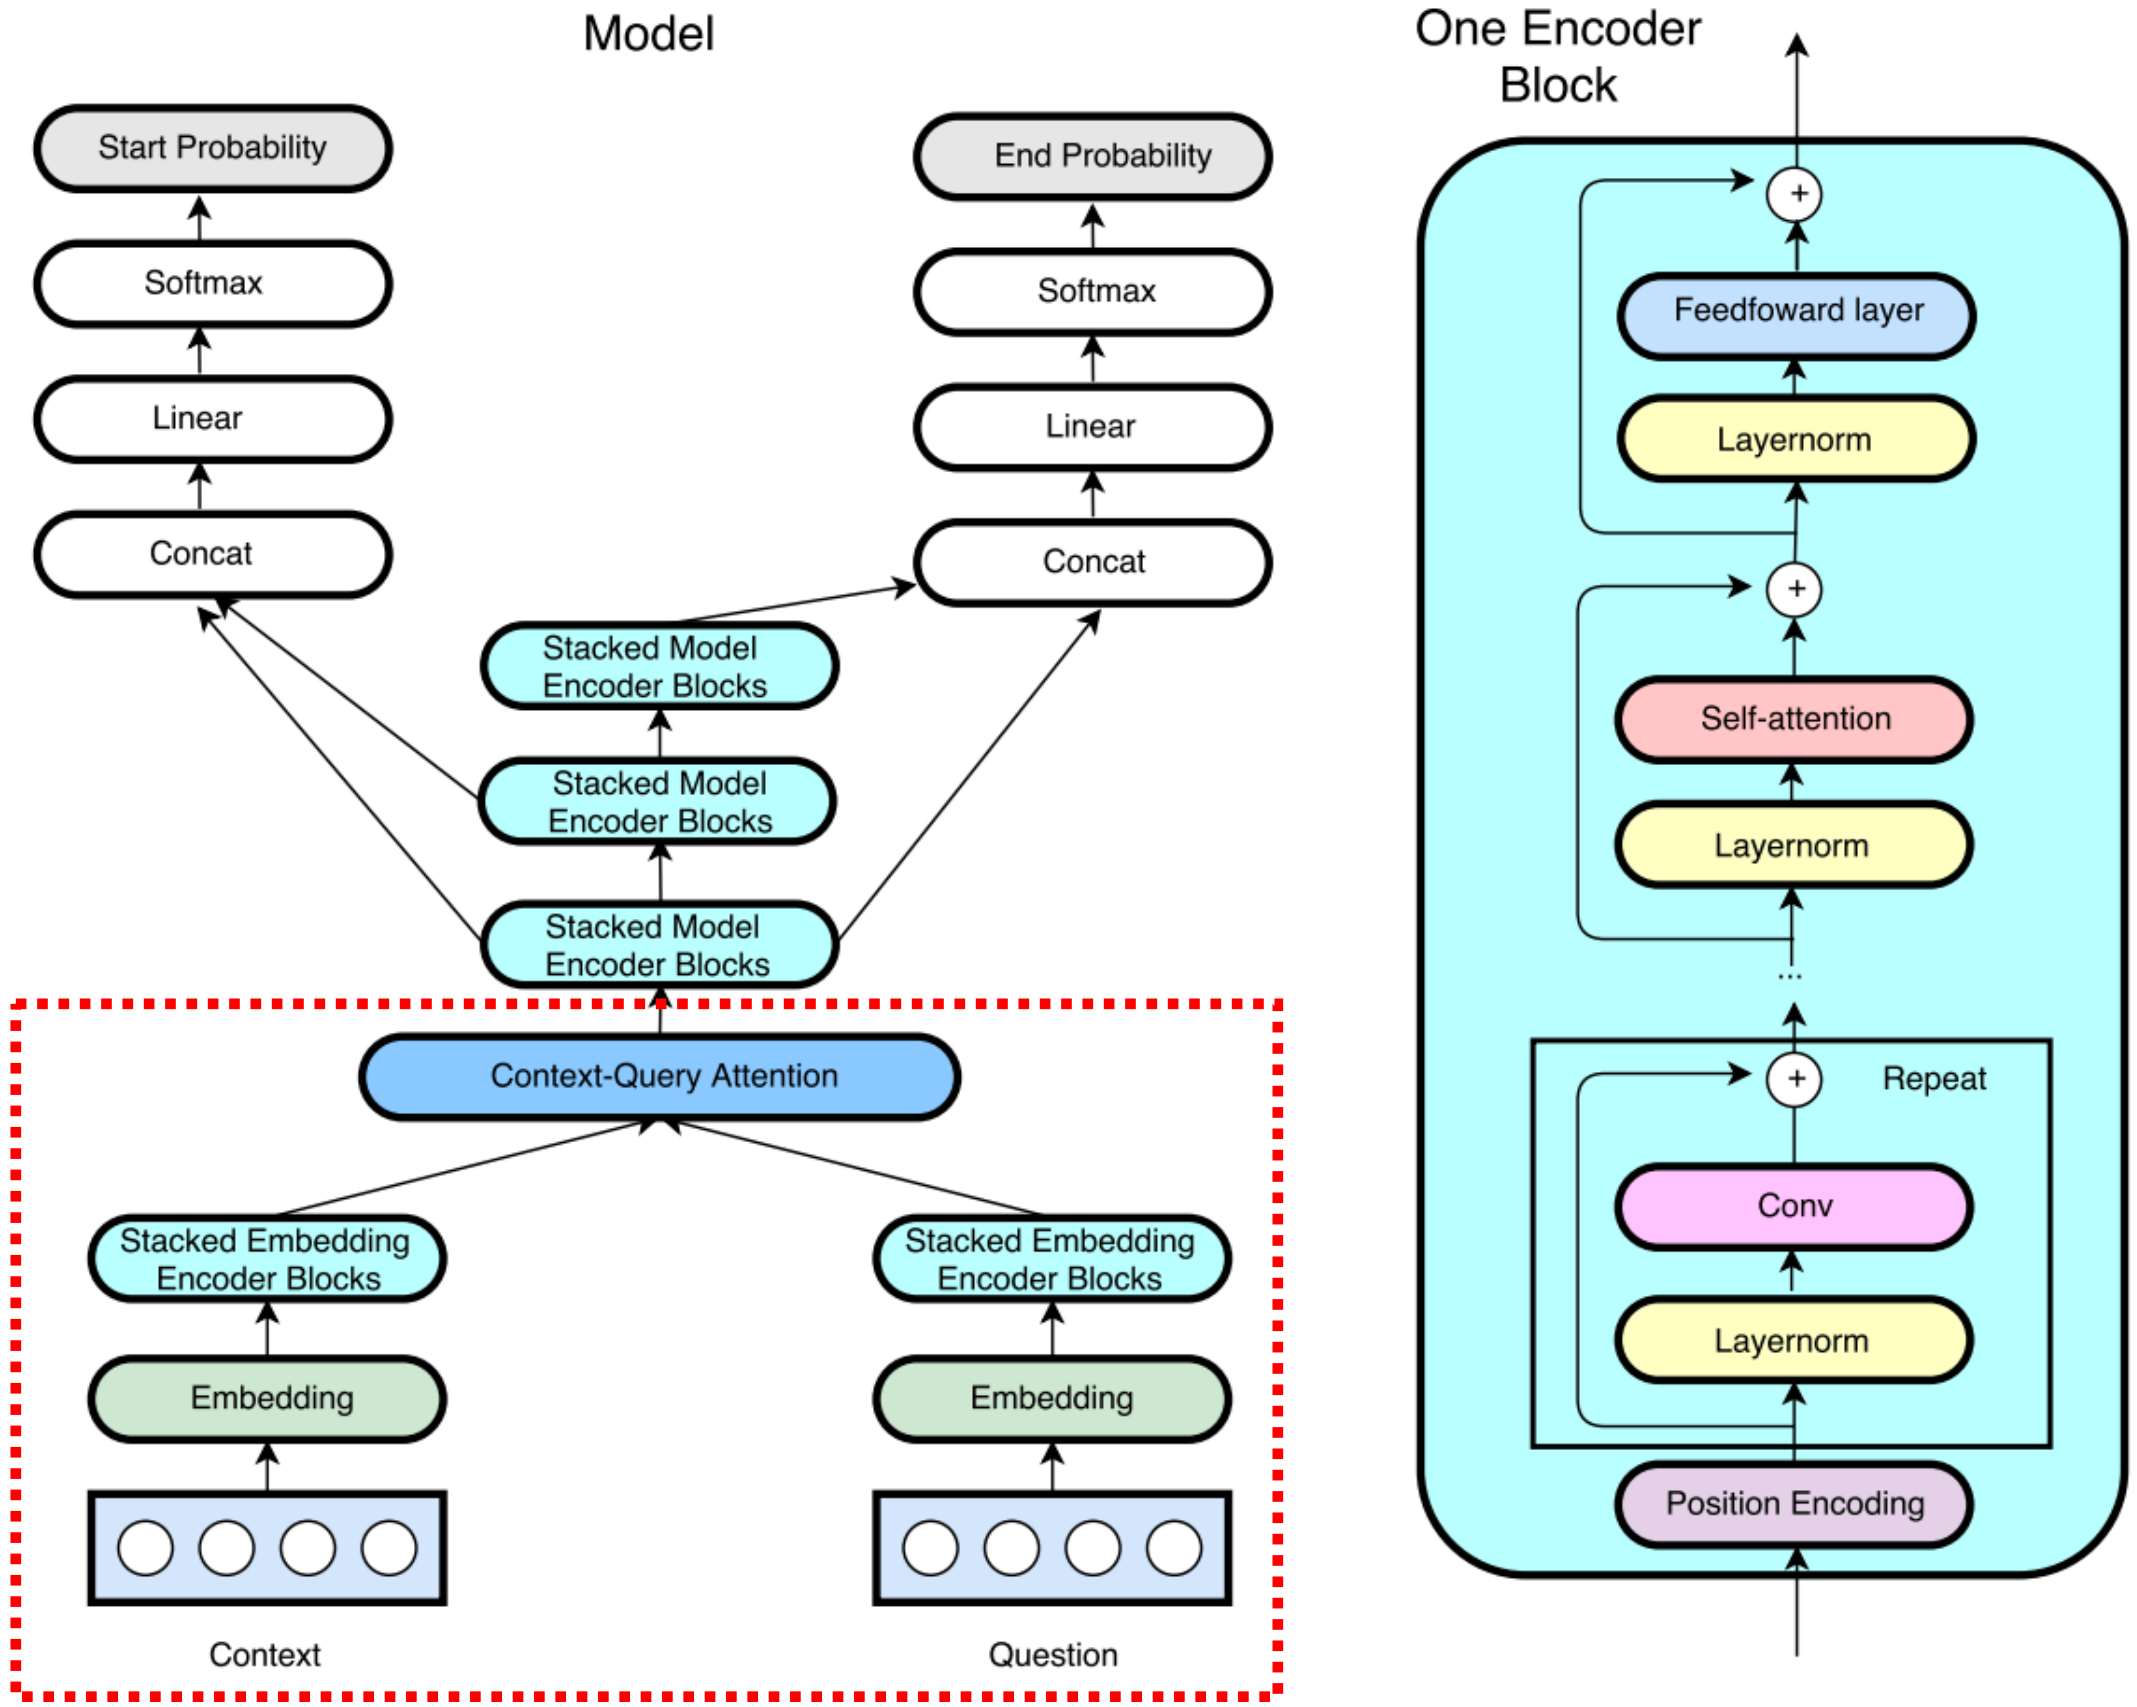 Model
Start Probability
Softmax
Linear
Concat
End Probability
Softmax
Linear
Concat
Stacked Model
Encoder Blocks
Stacked Model
Encoder Blocks
Stacked Model
Encoder Blocks
Context-Query Attention
Stacked Embedding
Encoder Blocks
Embedding
Context
Stacked Embedding
Encoder Blocks
Embedding
Question
One Encoder
Block
+
Feedfoward layer
Layernorm
+
Self-attention
Layernorm
...
+
Repeat
Conv
Layernorm
Position Encoding